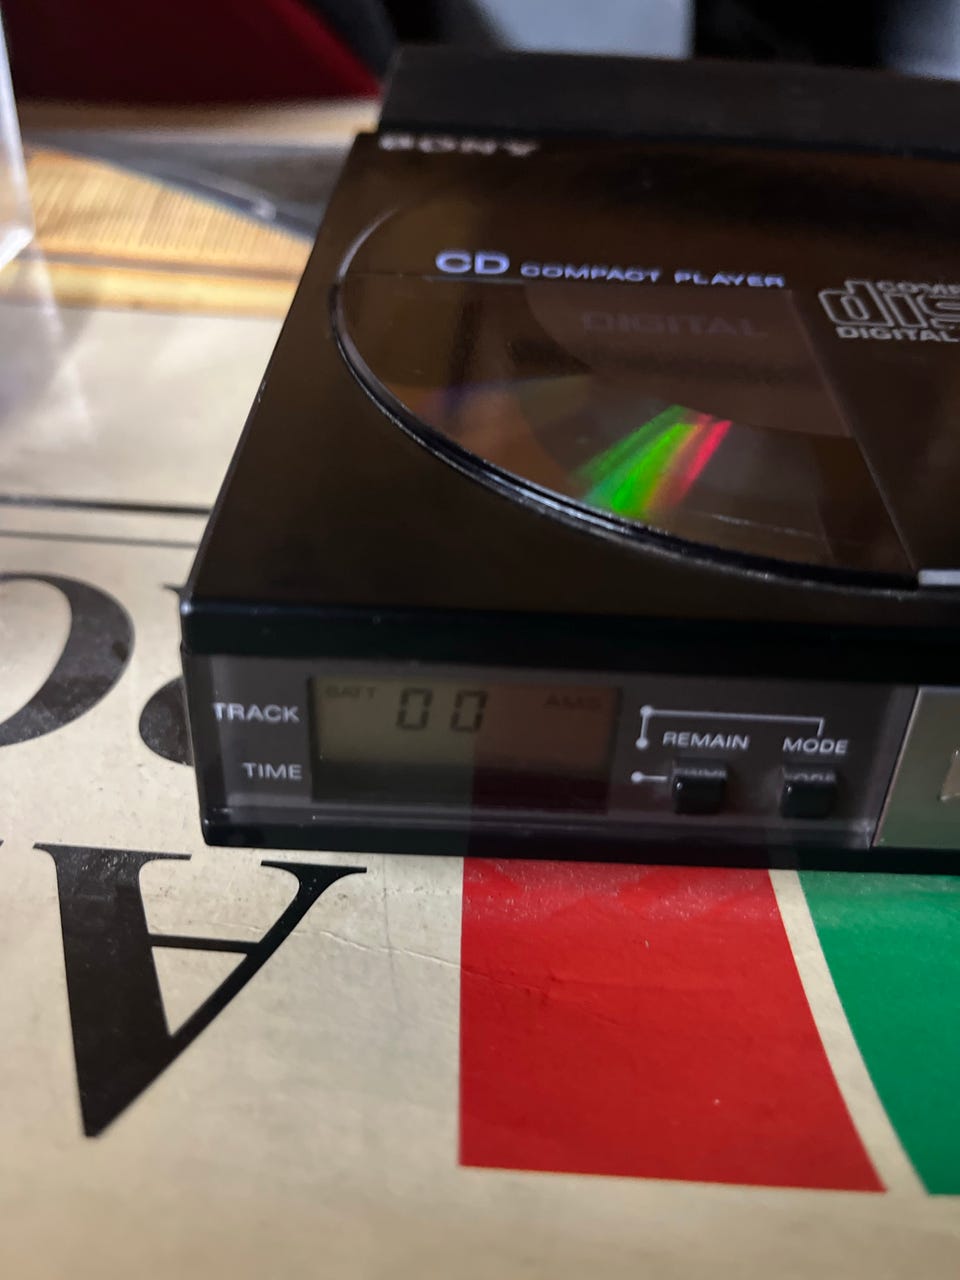 SONY
CD COMPACT PLAYER
DIGITAL
DIGITAL
BATT 00 AMS
TRACK
REMAIN MODE
TIME
A